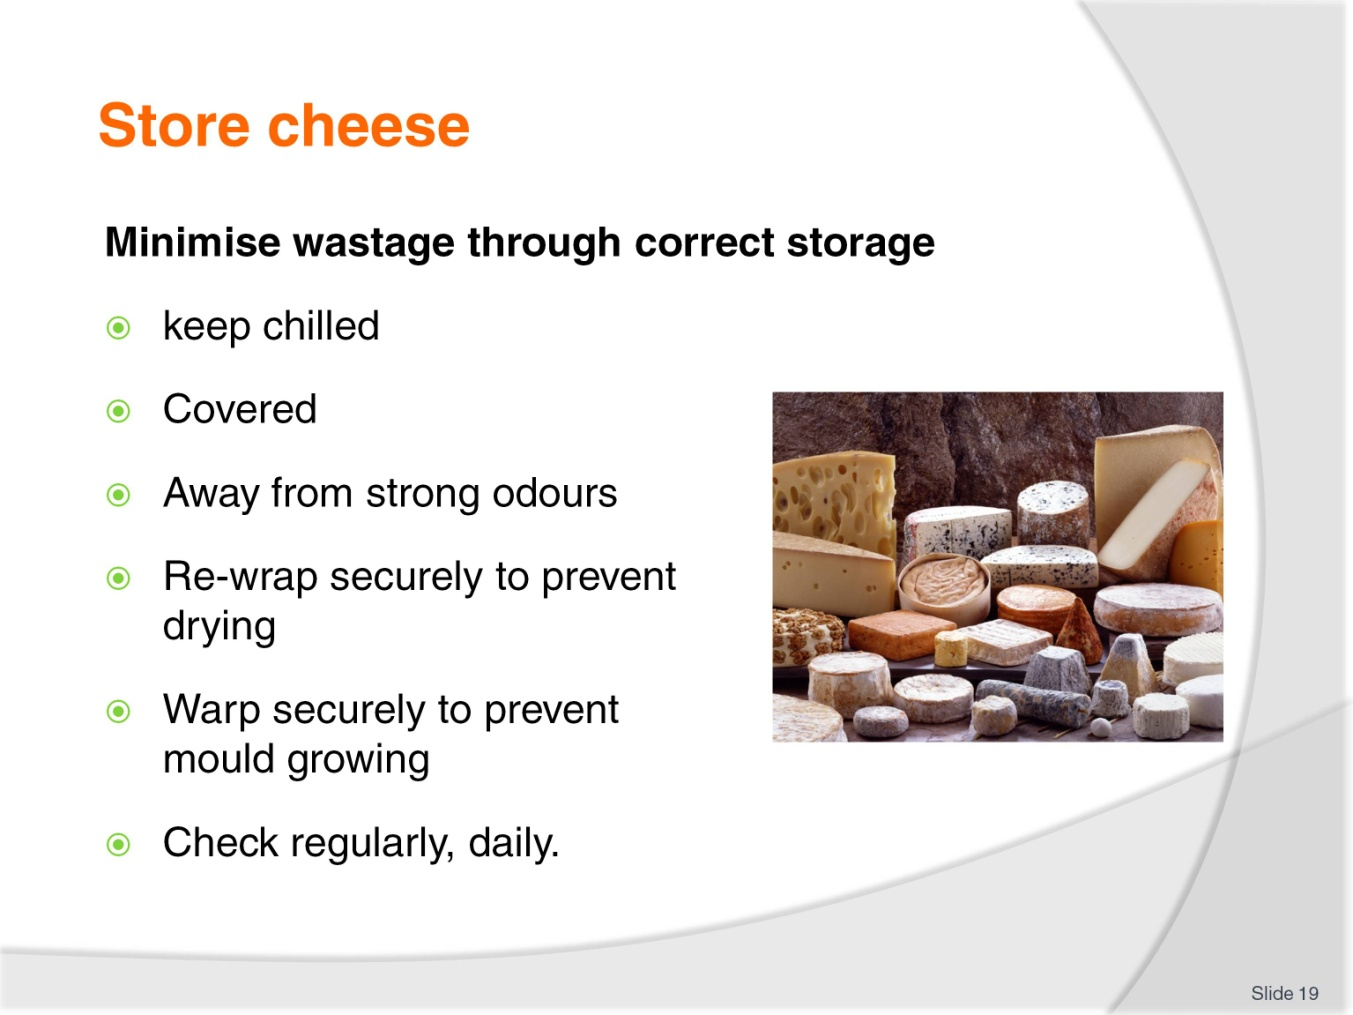 Store cheese
Minimise wastage through correct storage
keep chilled
Covered
Away from strong odours
Re-wrap securely to prevent
drying
Warp securely to prevent
mould growing
Check regularly, daily.
Slide 19